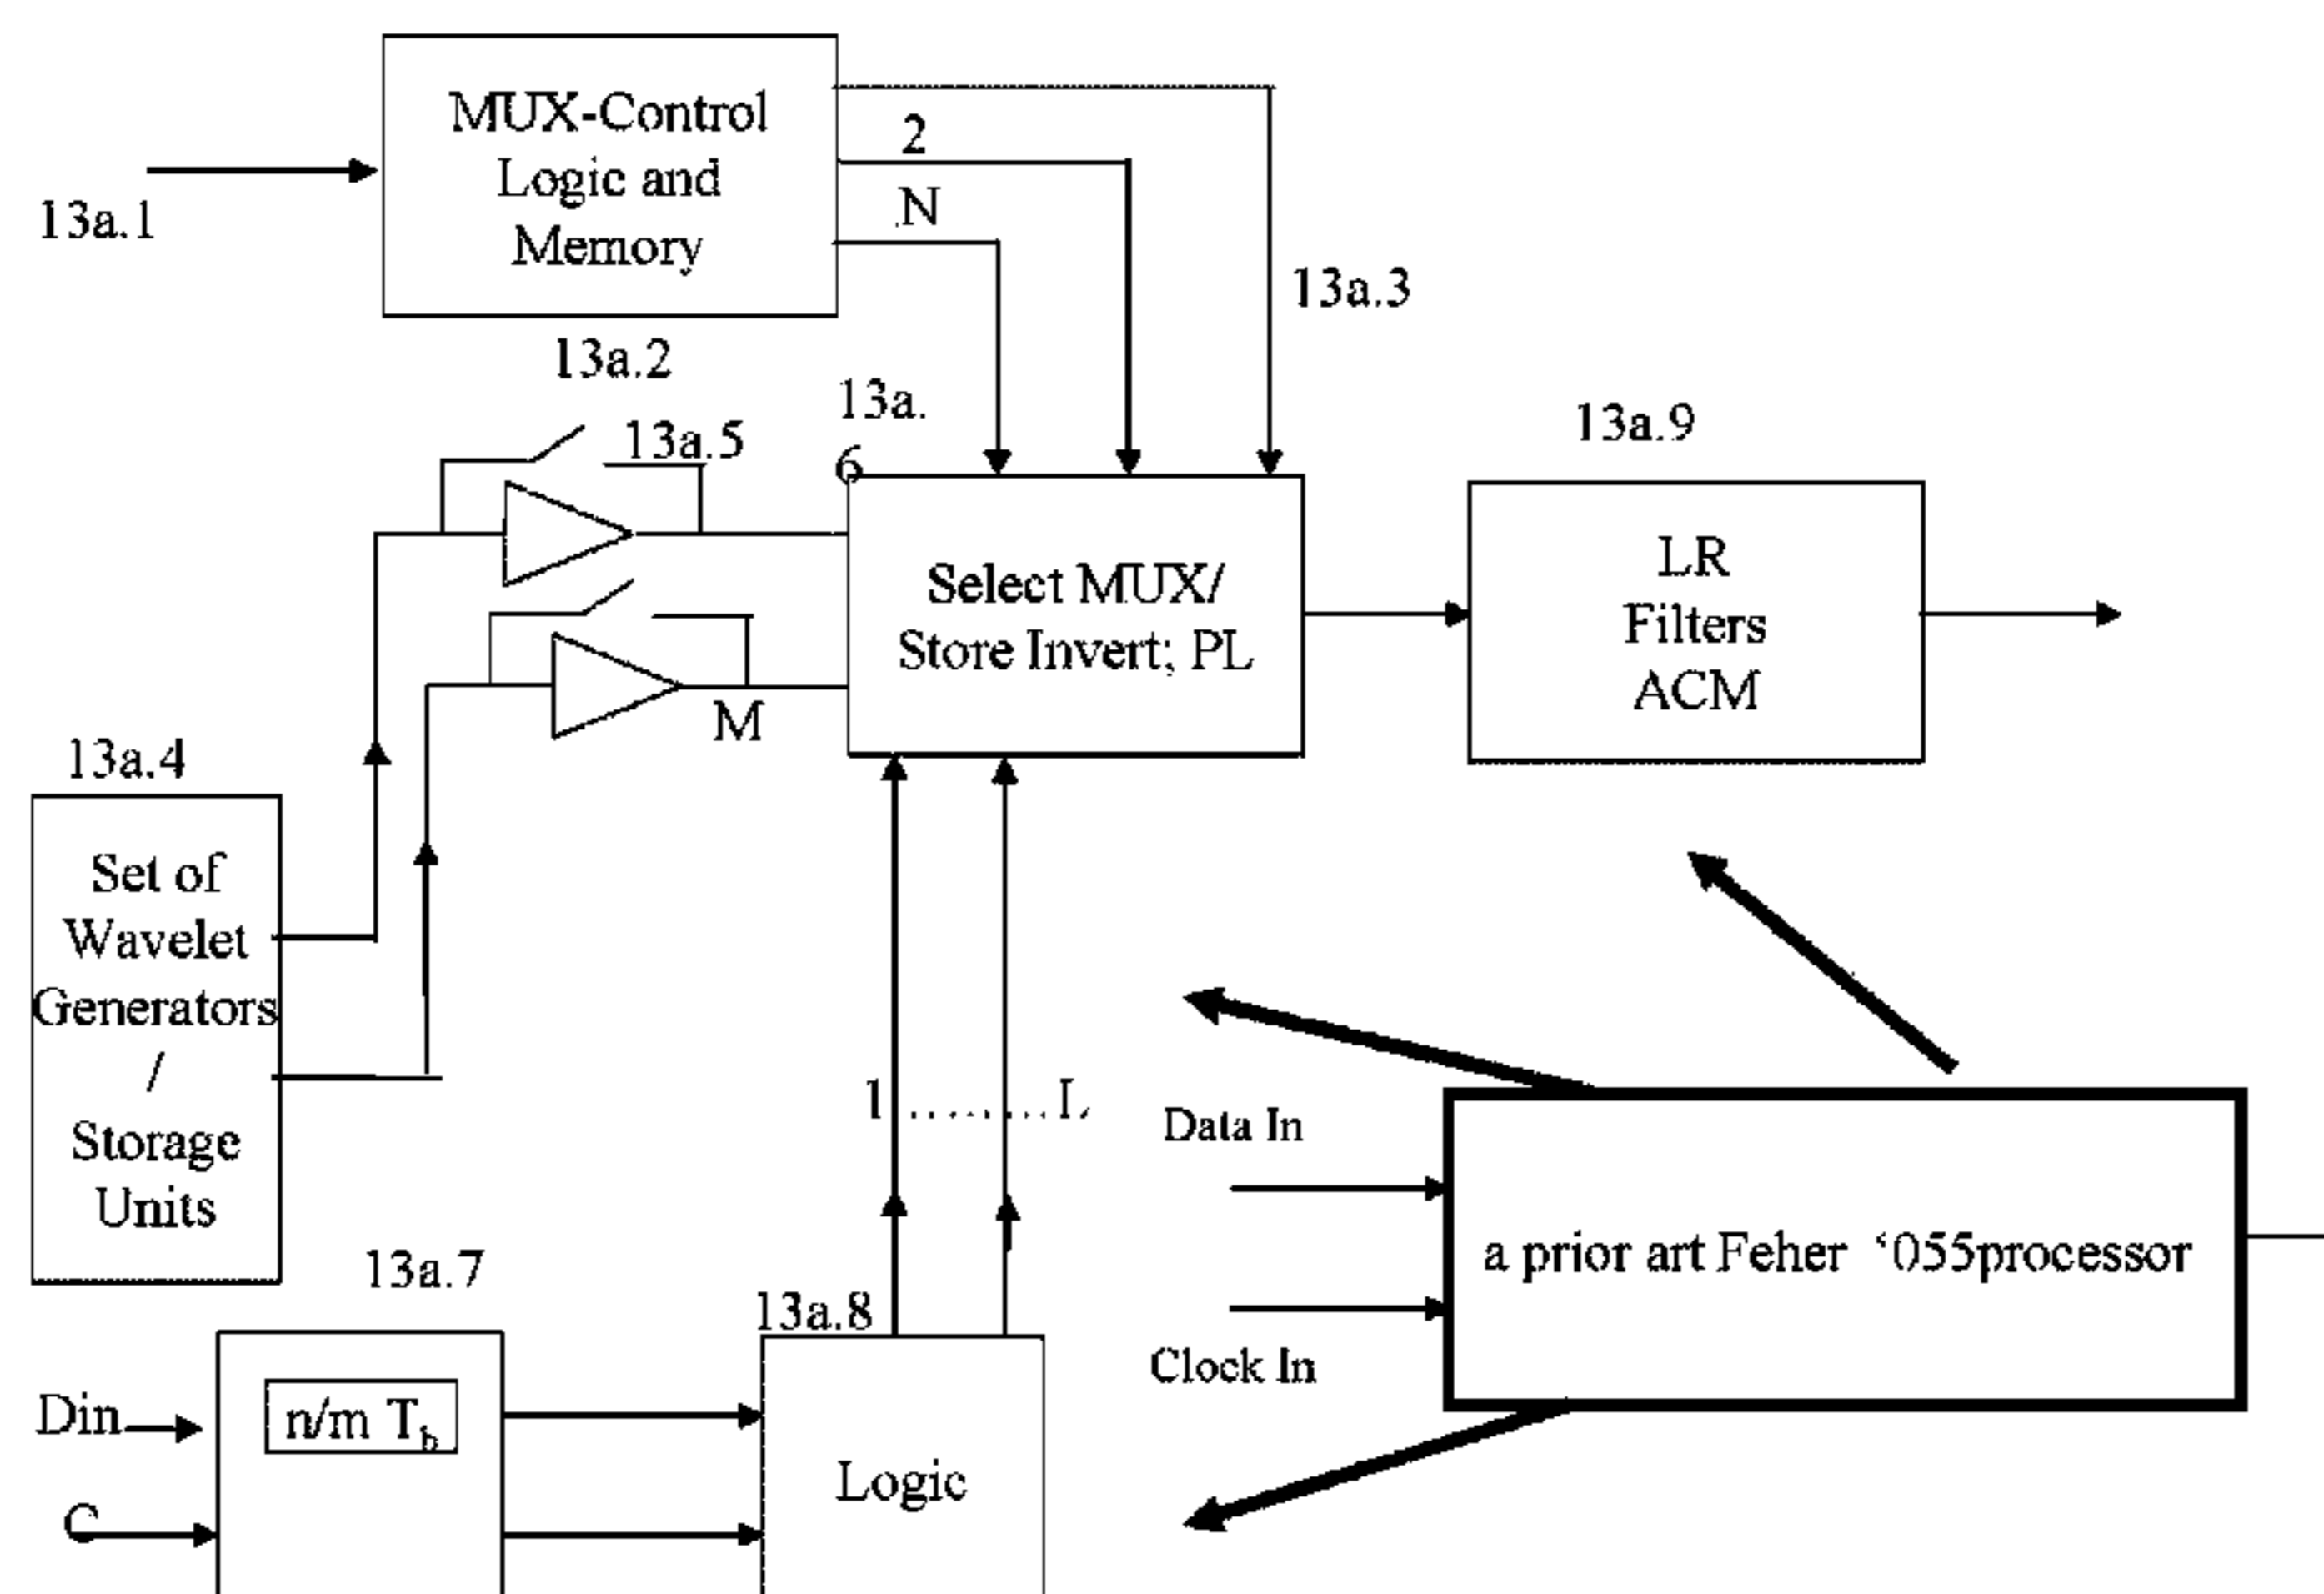 MUX-Control
Logic and
Memory
2
N
13a.1
13a.3
13a.2
13a.
6
13a.5
13a.9
Select MUX/
Store Invert; PL
LR
Filters
ACM
M
13a.4
Set of
Wavelet
Generators
/
Storage
Units
1.........L
Data In
a prior art Feher ‘055processor
Clock In
13a.7
13a.8
Din
n/m Tb
C
Logic